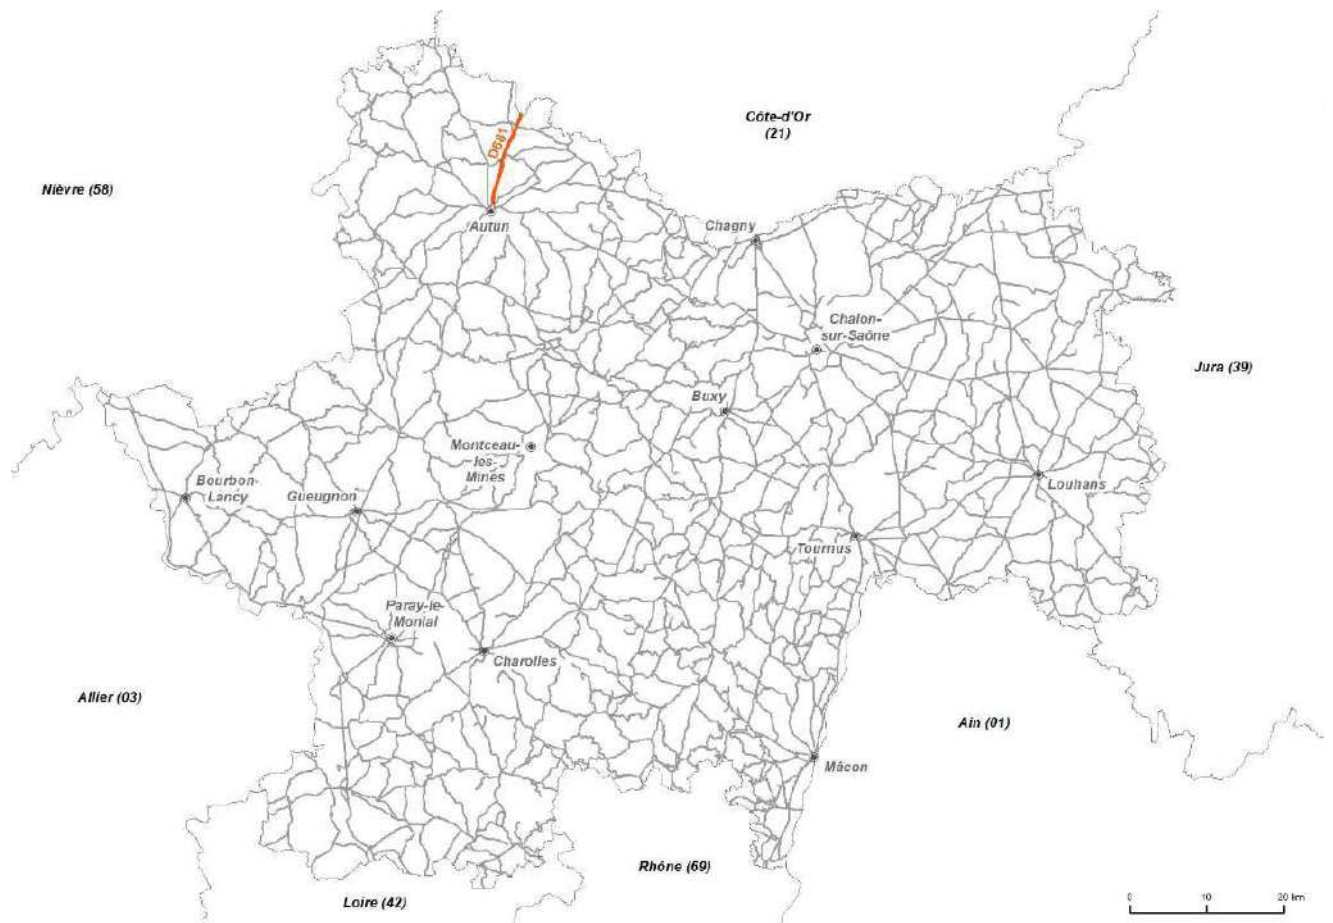 Côte-d'Or
(21)
D681
Nièvre (58)
Autun
Chagny
Chalon-
sur-Saône
Jura (39)
Buxy
Montceau-
les-
Mines
Bourbon-
Lancy
Gueugnon
Louhans
Tournus
Paray-le-
Monial
Charolles
Allier (03)
Ain (01)
Mâcon
Rhône (69)
Loire (42)
0 10 20 km